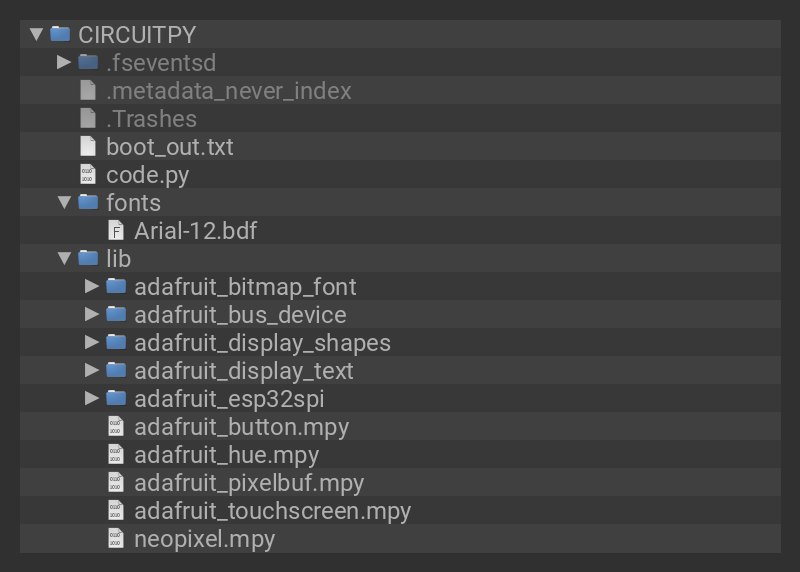 CIRCUITPY
.fseventsd
.metadata_never_index
.Trashes
boot_out.txt
code.py
fonts
Arial-12.bdf
lib
adafruit_bitmap_font
adafruit_bus_device
adafruit_display_shapes
adafruit_display_text
adafruit_esp32spi
adafruit_button.mpy
adafruit_hue.mpy
adafruit_pixelbuf.mpy
adafruit_touchscreen.mpy
neopixel.mpy